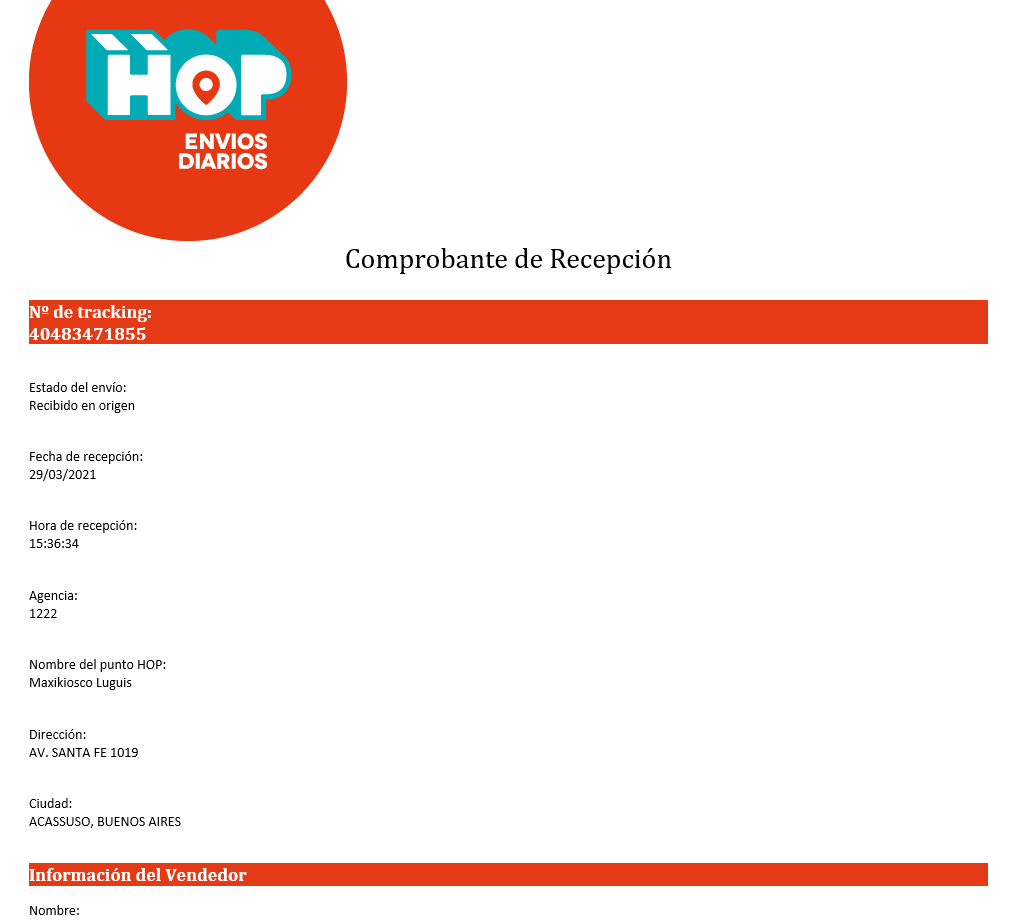 HOP
ENVIOS
DIARIOS
Comprobante de Recepción
Nº de tracking:
40483471855
Estado del envío:
Recibido en origen
Fecha de recepción:
29/03/2021
Hora de recepción:
15:36:34
Agencia:
1222
Nombre del punto HOP:
Maxikiosco Luguis
Dirección:
AV. SANTA FE 1019
Ciudad:
ACASSUSO, BUENOS AIRES
Información del Vendedor
Nombre: